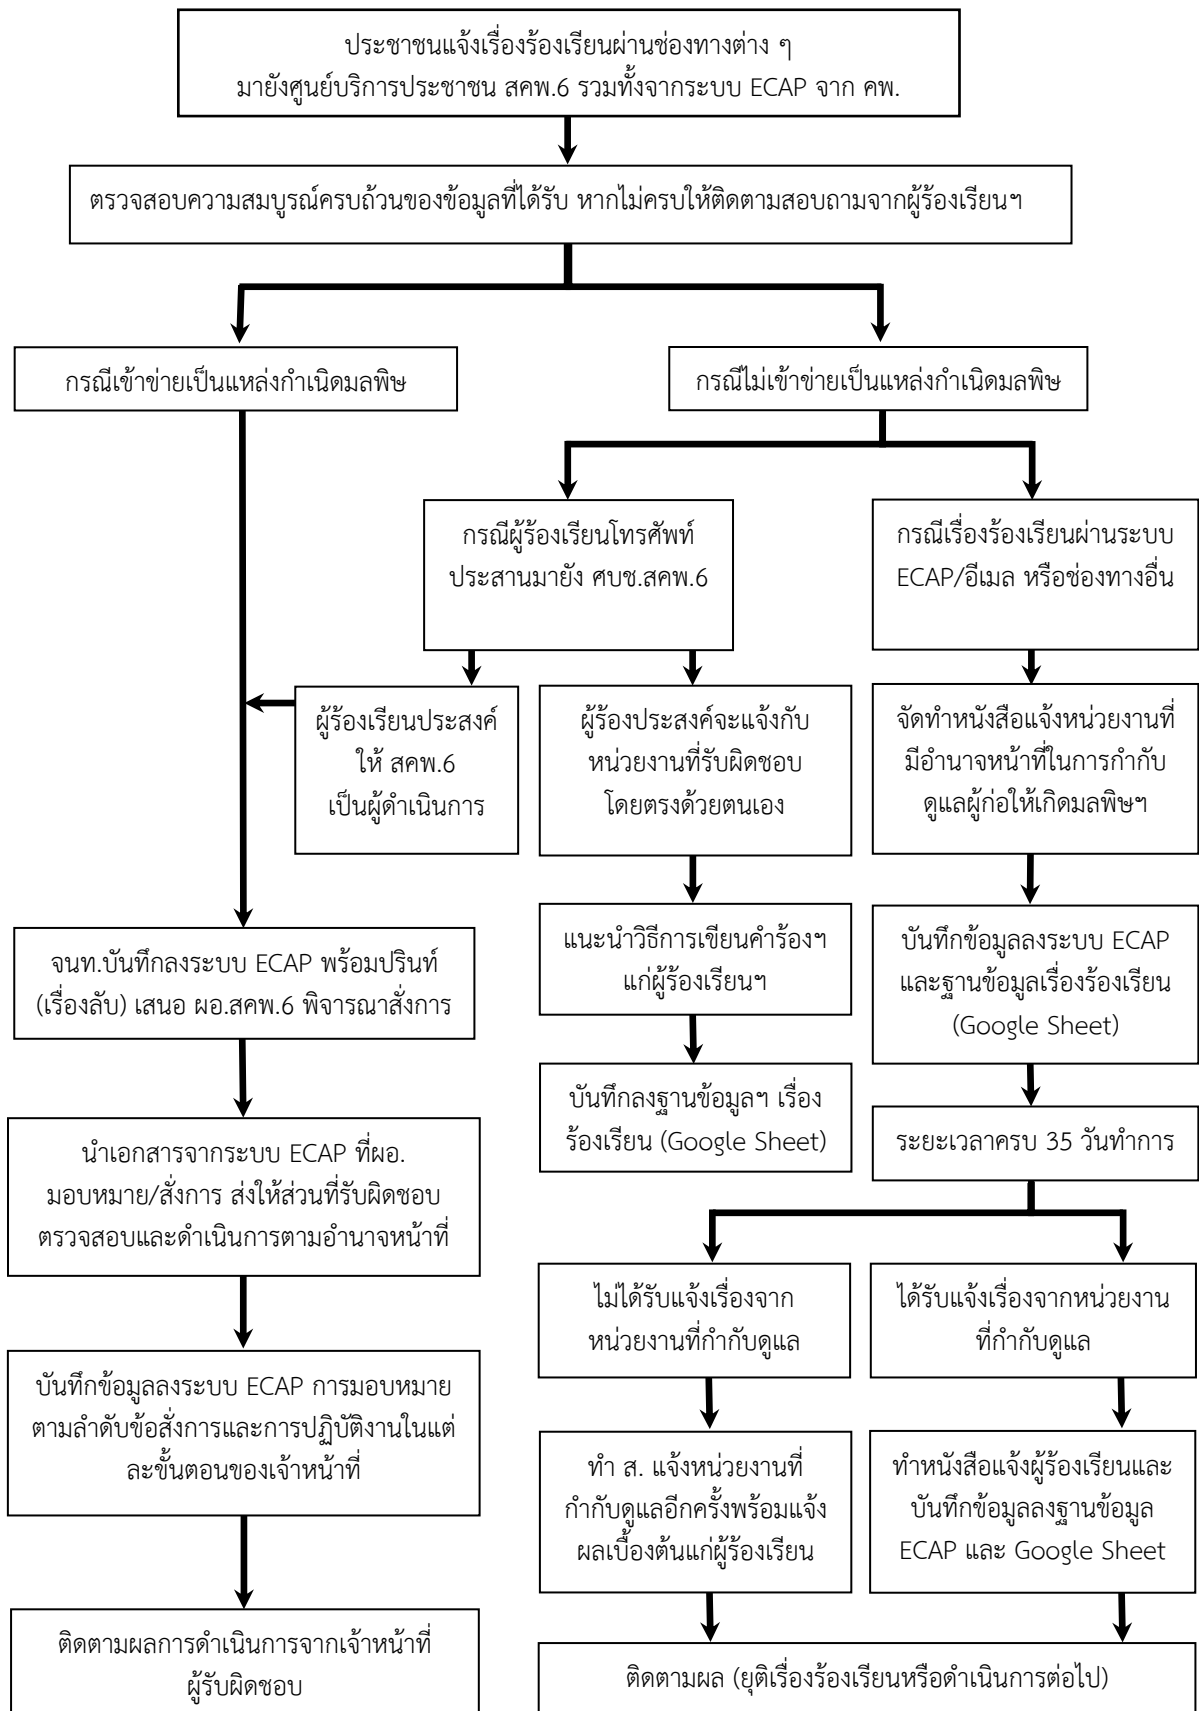 ประชาชนแจ้งเรื่องร้องเรียนผ่านช่องทางต่าง ๆ
มายังศูนย์บริการประชาชน สคพ.6 รวมทั้งจากระบบ ECAP จาก คพ.
ตรวจสอบความสมบูรณ์ครบถ้วนของข้อมูลที่ได้รับ หากไม่ครบให้ติดตามสอบถามจากผู้ร้องเรียนฯ
กรณีเข้าข่ายเป็นแหล่งกำเนิดมลพิษ
กรณีไม่เข้าข่ายเป็นแหล่งกำเนิดมลพิษ
กรณีผู้ร้องเรียนโทรศัพท์
ประสานมายัง ศบช.สคพ.6
กรณีเรื่องร้องเรียนผ่านระบบ
ECAP/อีเมล หรือช่องทางอื่น
ผู้ร้องเรียนประสงค์
ให้ สคพ.6
เป็นผู้ดำเนินการ
ผู้ร้องประสงค์จะแจ้งกับ
หน่วยงานที่รับผิดชอบ
โดยตรงด้วยตนเอง
จัดทำหนังสือแจ้งหน่วยงานที่
มีอำนาจหน้าที่ในการกำกับ
ดูแลผู้ก่อให้เกิดมลพิษฯ
จนท.บันทึกลงระบบ ECAP พร้อมปรินท์
(เรื่องลับ) เสนอ ผอ.สคพ.6 พิจารณาสั่งการ
แนะนำวิธีการเขียนคำร้องฯ
แก่ผู้ร้องเรียนฯ
บันทึกข้อมูลลงระบบ ECAP
และฐานข้อมูลเรื่องร้องเรียน
(Google Sheet)
บันทึกลงฐานข้อมูลฯ เรื่อง
ร้องเรียน (Google Sheet)
ระยะเวลาครบ 35 วันทำการ
นำเอกสารจากระบบ ECAP ที่ผอ.
มอบหมาย/สั่งการ ส่งให้ส่วนที่รับผิดชอบ
ตรวจสอบและดำเนินการตามอำนาจหน้าที่
ไม่ได้รับแจ้งเรื่องจาก
หน่วยงานที่กำกับดูแล
ได้รับแจ้งเรื่องจากหน่วยงาน
ที่กำกับดูแล
บันทึกข้อมูลลงระบบ ECAP การมอบหมาย
ตามลำดับข้อสั่งการและการปฏิบัติงานในแต่
ละขั้นตอนของเจ้าหน้าที่
ทำ ส. แจ้งหน่วยงานที่
กำกับดูแลอีกครั้งพร้อมแจ้ง
ผลเบื้องต้นแก่ผู้ร้องเรียน
ทำหนังสือแจ้งผู้ร้องเรียนและ
บันทึกข้อมูลลงฐานข้อมูล
ECAP และ Google Sheet
ติดตามผลการดำเนินการจากเจ้าหน้าที่
ผู้รับผิดชอบ
ติดตามผล (ยุติเรื่องร้องเรียนหรือดำเนินการต่อไป)